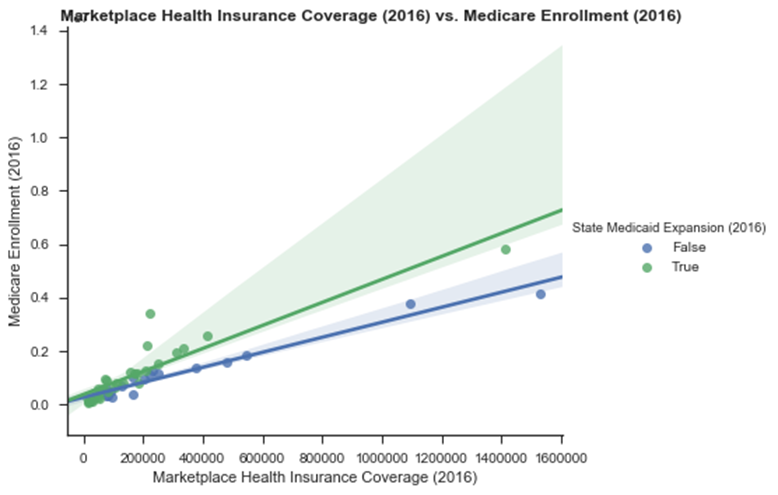 Marketplace Health Insurance Coverage (2016) vs. Medicare Enrollment (2016)
1.4
1.2
1.0
0.8
0.6
0.4
0.2
0.0
Medicare Enrollment (2016)
0 200000 400000 600000 800000 1000000 1200000 1400000 1600000
Marketplace Health Insurance Coverage (2016)
State Medicaid Expansion (2016)
False
True